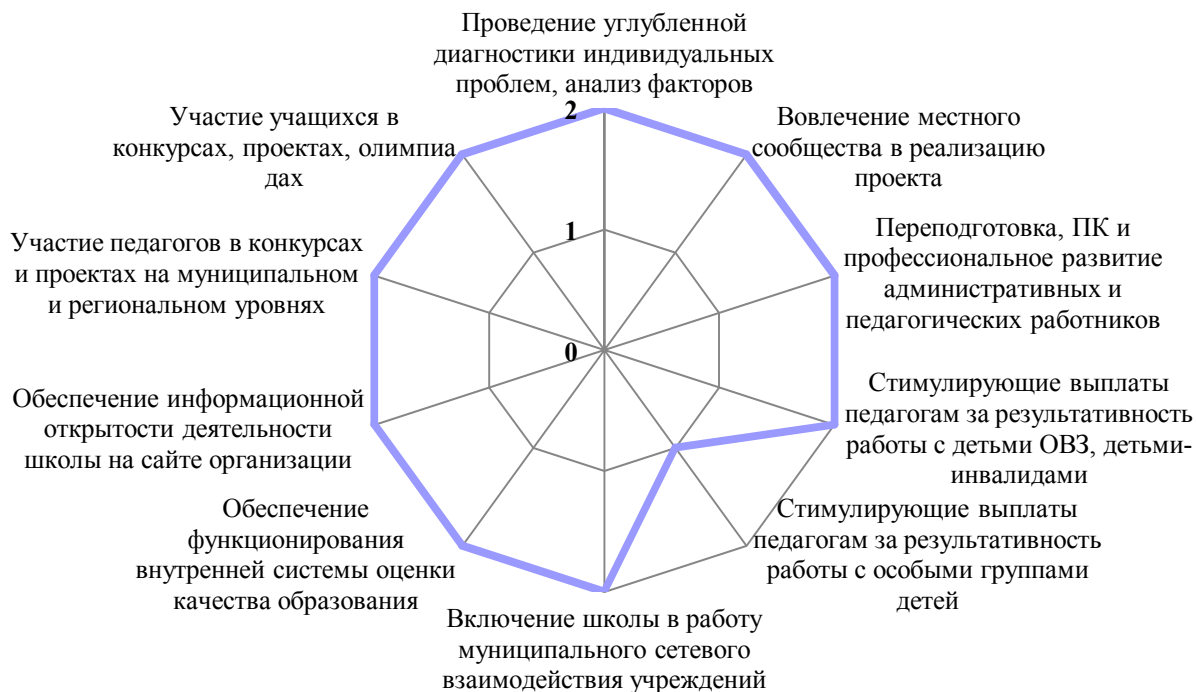 Проведение углубленной
диагностики индивидуальных
проблем, анализ факторов
Вовлечение местного
сообщества в реализацию
проекта
Переподготовка, ПК и
профессиональное развитие
административных и
педагогических работников
Стимулирующие выплаты
педагогам за результативность
работы с детьми ОВЗ, детьми-
инвалидами
Стимулирующие выплаты
педагогам за результативность
работы с особыми группами
детей
Включение школы в работу
муниципального сетевого
взаимодействия учреждений
Обеспечение
функционирования
внутренней системы оценки
качества образования
Обеспечение информационной
открытости деятельности
школы на сайте организации
Участие педагогов в конкурсах
и проектах на муниципальном
и региональном уровнях
Участие учащихся в
конкурсах, проектах, олимпиа
дах
2
1
0